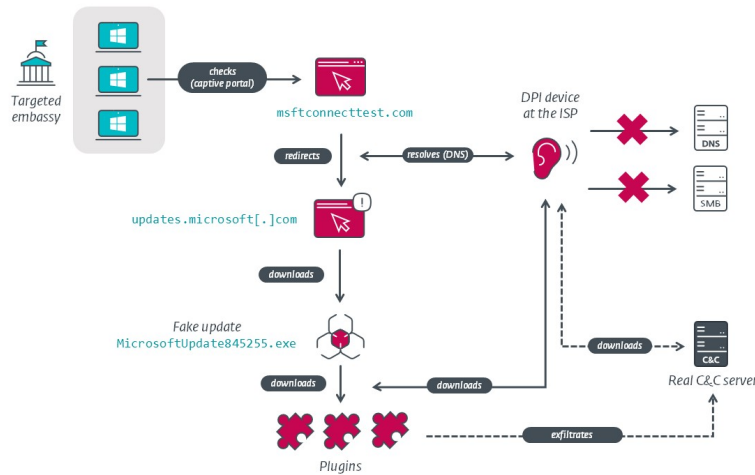 Targeted
embassy
checks
(captive portal)
msftconnecttest.com
DPI device
at the ISP
DNS
SMB
redirects
resolves (DNS)
!
updates.microsoft[.]com
downloads
Fake update
MicrosoftUpdate845255.exe
downloads
downloads
downloads
C&C
Real C&C server
exfiltrates
Plugins